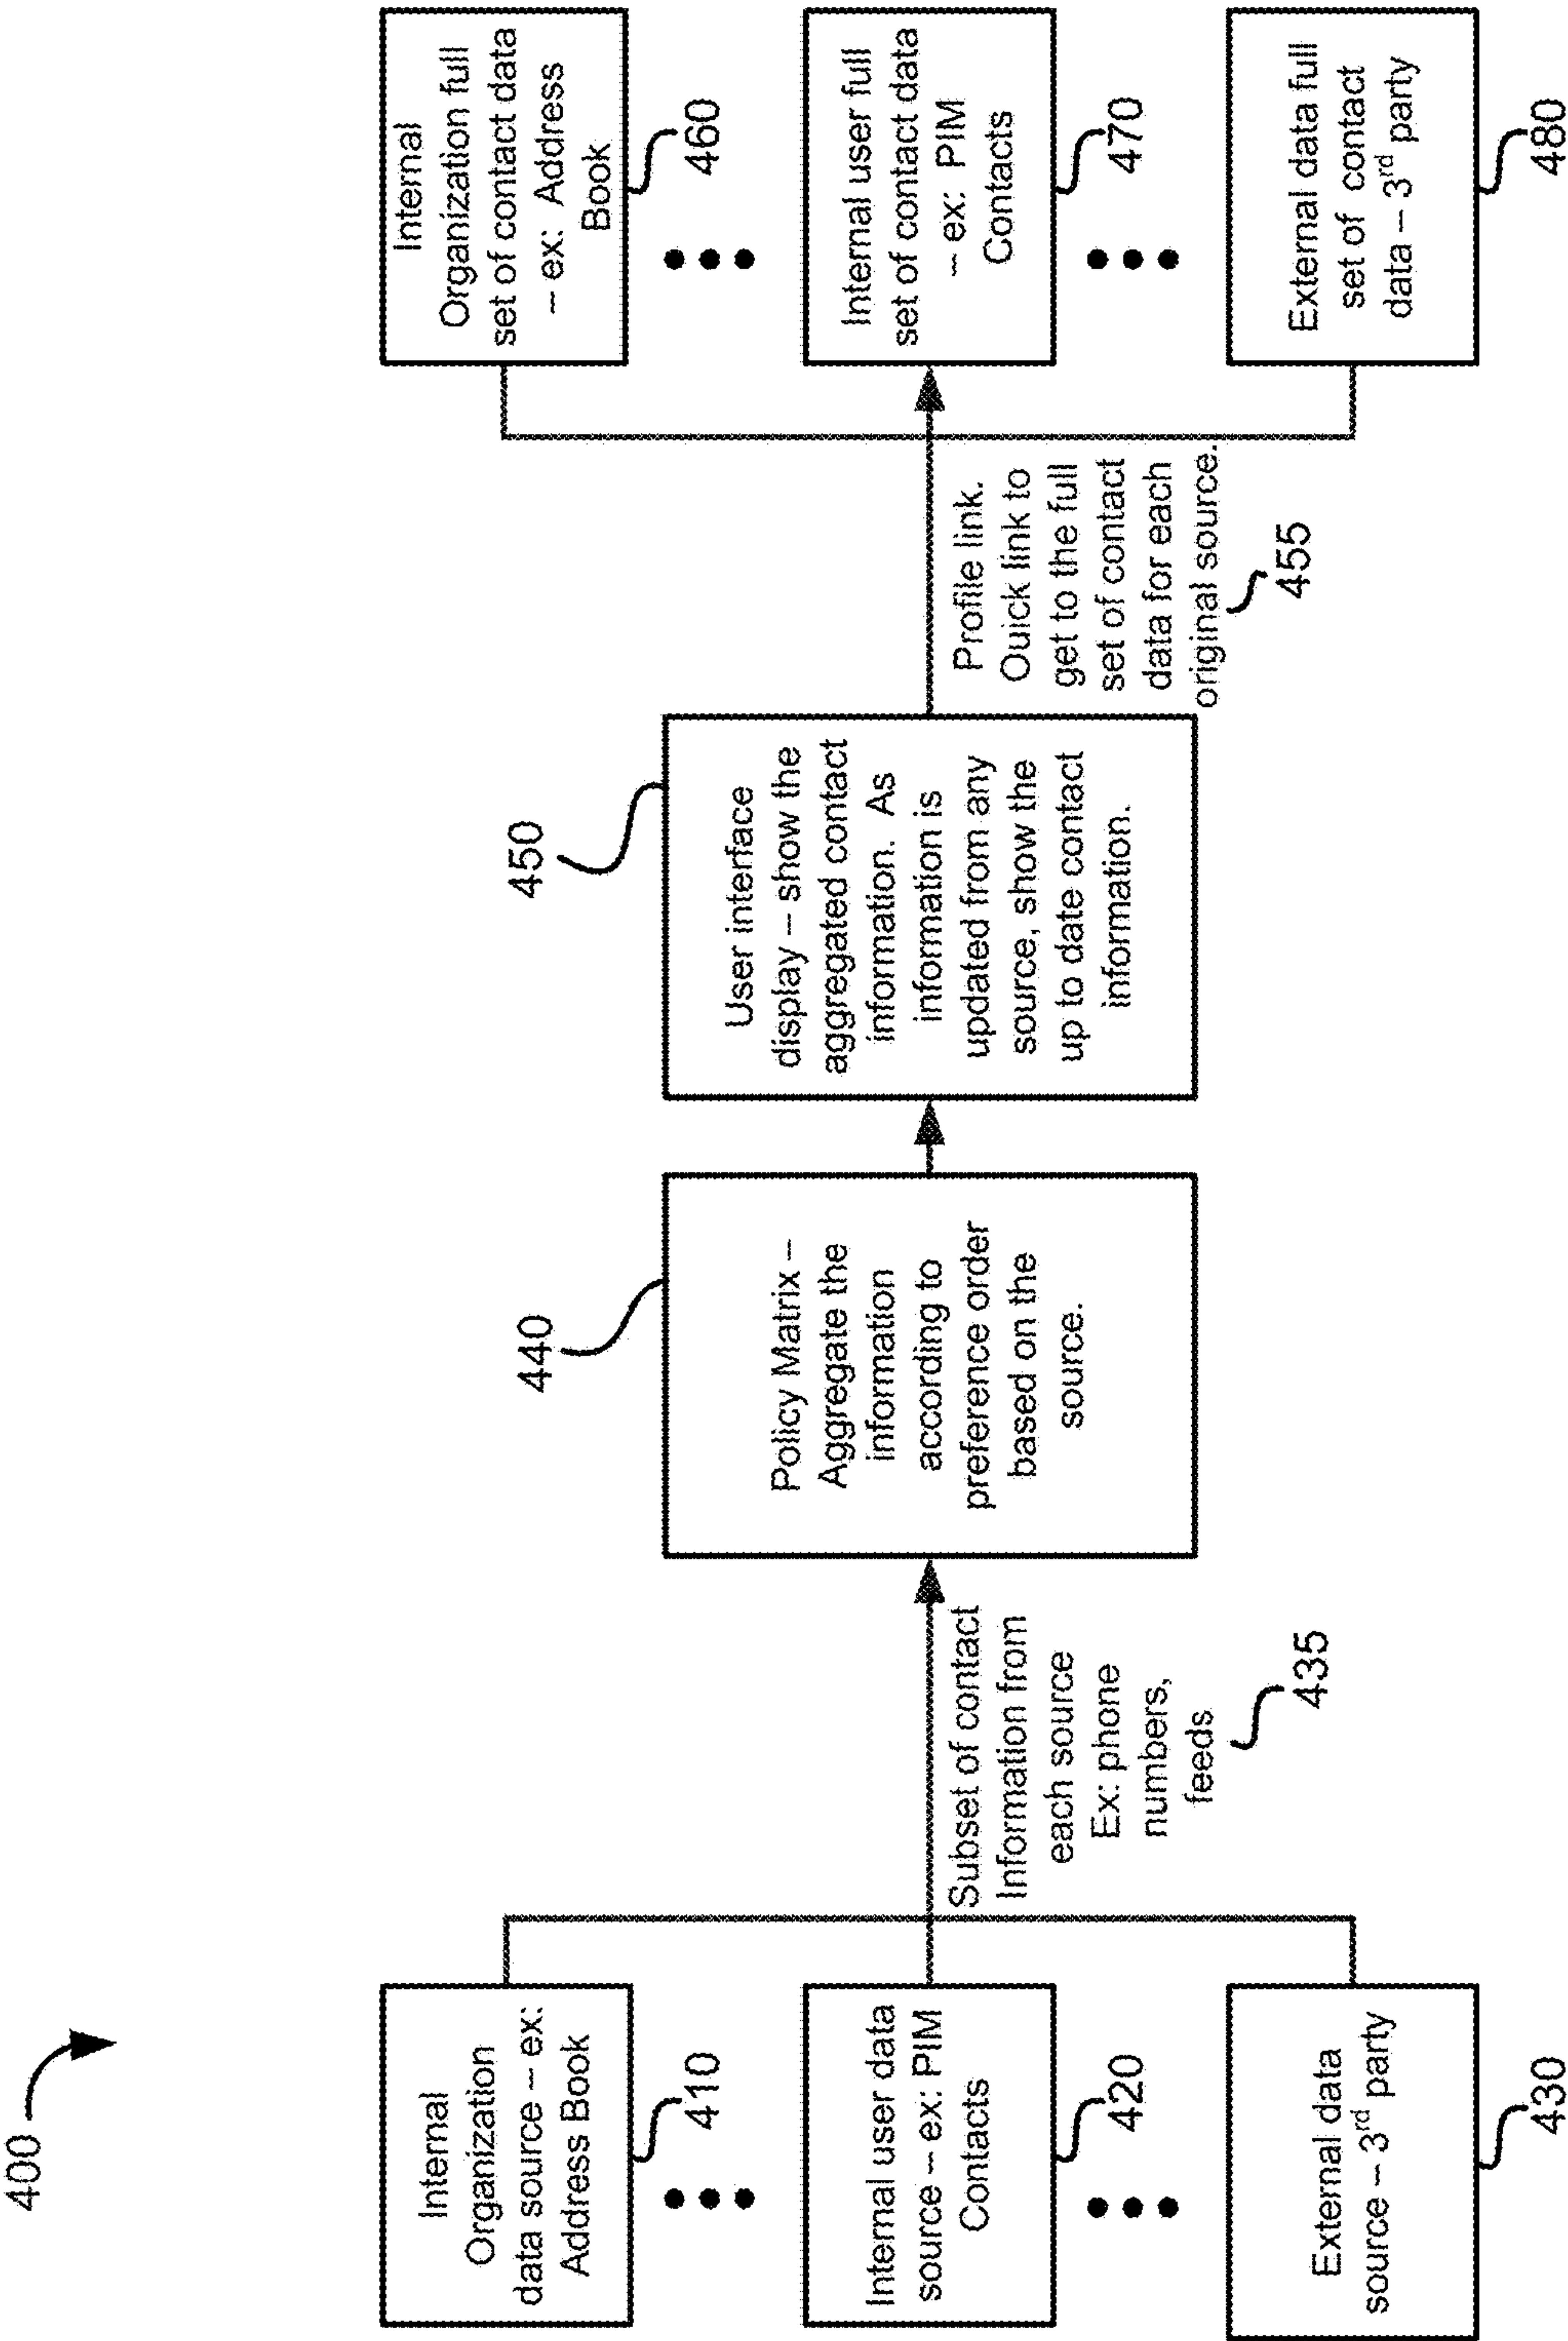 400
Internal
Organization
data source – ex:
Address Book
410
Internal user data
source – ex: PIM
Contacts
420
External data
source – 3rd party
430
Subset of contact
Information from
each source
Ex: phone
numbers,
feeds
435
Policy Matrix –
Aggregate the
information
according to
preference order
based on the
source.
440
User interface
display – show the
aggregated contact
information. As
information is
updated from any
source, show the
up to date contact
information.
450
Profile link.
Quick link to
get to the full
set of contact
data for each
original source.
455
Internal
Organization full
set of contact data
– ex: Address
Book
460
Internal user full
set of contact data
– ex: PIM
Contacts
470
External data full
set of contact
data – 3rd party
480